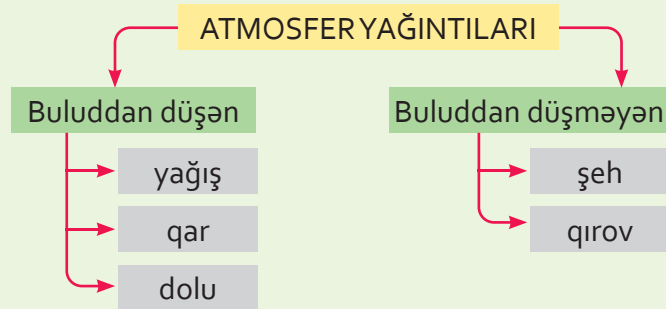 ATMOSFER YAĞINTILARI
Buluddan düşən
yağış
qar
dolu
Buluddan düşməyən
şeh
qırov